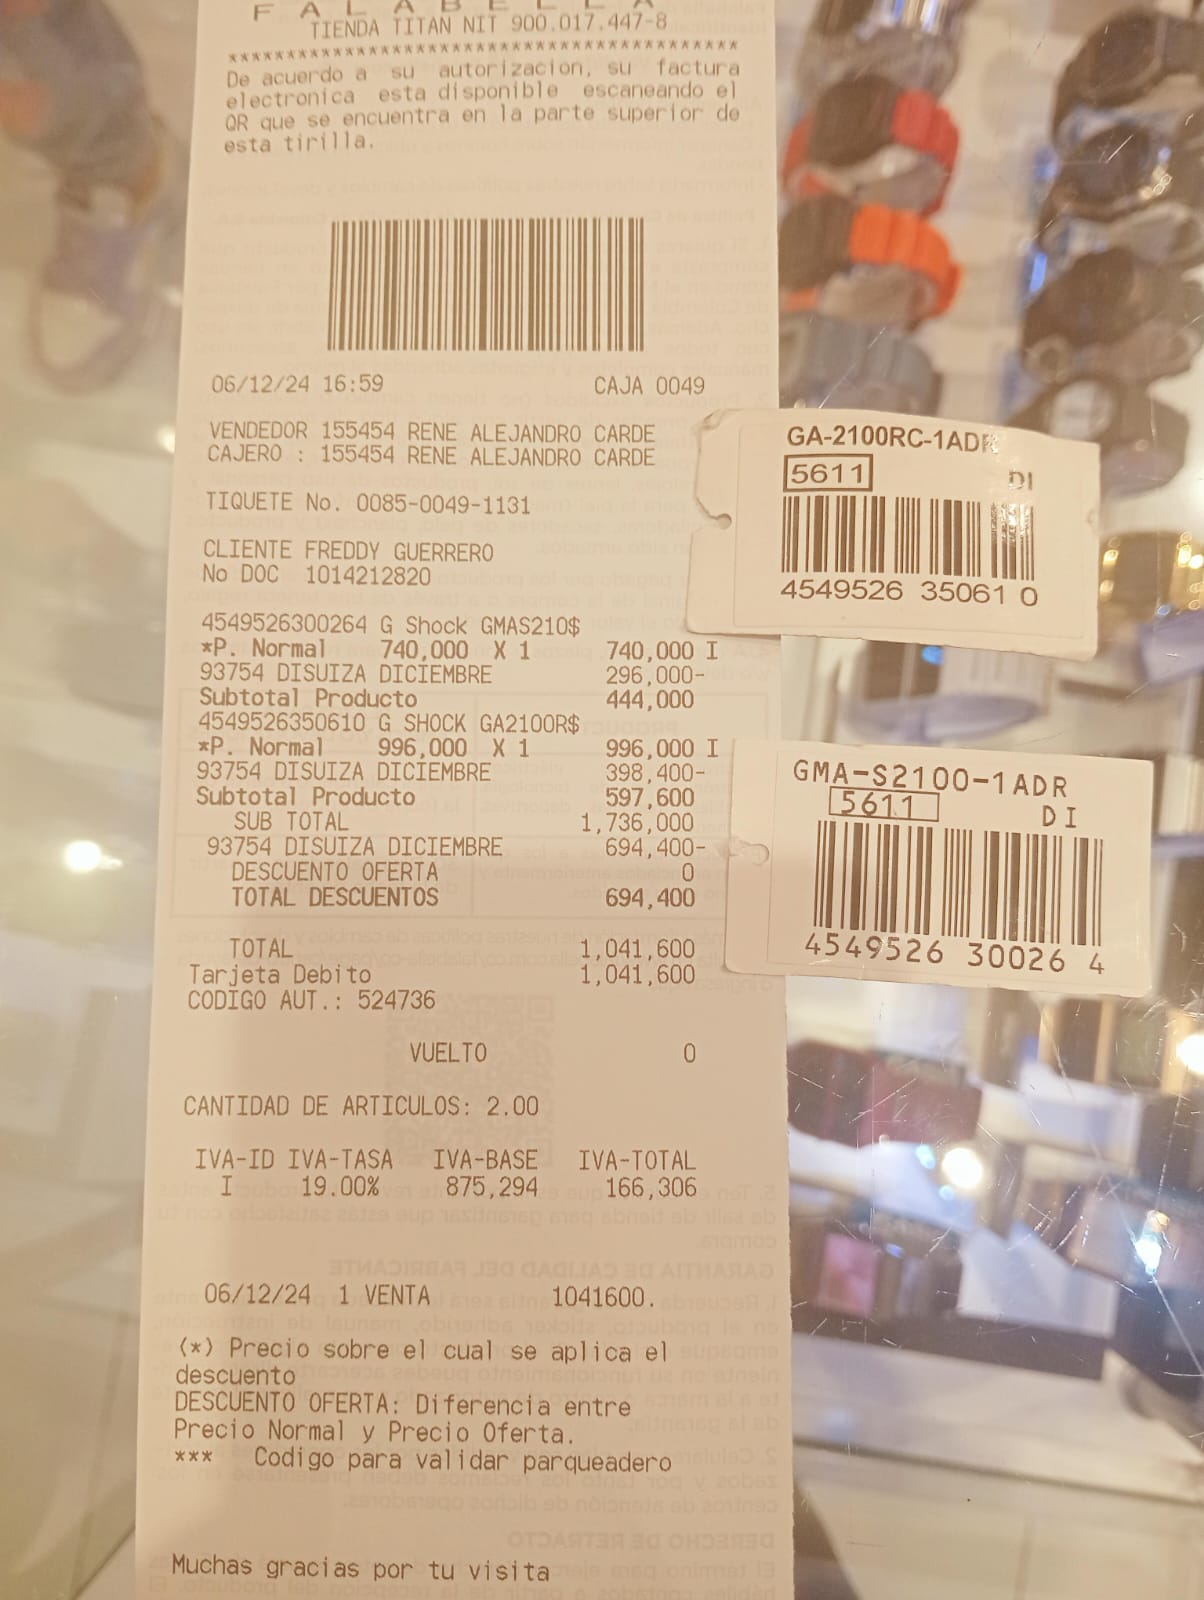 FALABELLA
TIENDA TITAN NIT 900.017.447-8
****************************************
De acuerdo a su autorizacion, su factura
electronica esta disponible escaneando el
QR que se encuentra en la parte superior de
esta tirilla.
06/12/24 16:59 CAJA 0049
VENDEDOR 155454 RENE ALEJANDRO CARDE
CAJERO : 155454 RENE ALEJANDRO CARDE
TIQUETE No. 0085-0049-1131
CLIENTE FREDDY GUERRERO
No DOC 1014212820
4549526300264 G Shock GMAS210$
*P. Normal 740,000 X 1 740,000 I
93754 DISUIZA DICIEMBRE 296,000-
Subtotal Producto 444,000
4549526350610 G SHOCK GA2100R$
*P. Normal 996,000 X 1 996,000 I
93754 DISUIZA DICIEMBRE 398,400-
Subtotal Producto 597,600
SUB TOTAL 1,736,000
93754 DISUIZA DICIEMBRE 694,400-
DESCUENTO OFERTA 0
TOTAL DESCUENTOS 694,400
TOTAL 1,041,600
Tarjeta Debito 1,041,600
CODIGO AUT.: 524736
VUELTO 0
CANTIDAD DE ARTICULOS: 2.00
IVA-ID IVA-TASA IVA-BASE IVA-TOTAL
I 19.00% 875,294 166,306
06/12/24 1 VENTA 1041600.
(*) Precio sobre el cual se aplica el
descuento
DESCUENTO OFERTA: Diferencia entre
Precio Normal y Precio Oferta.
*** Codigo para validar parqueadero
Muchas gracias por tu visita
GA-2100RC-1ADR
5611 DI
4549526 35061 0
GMA-S2100-1ADR
5611 DI
4549526 30026 4